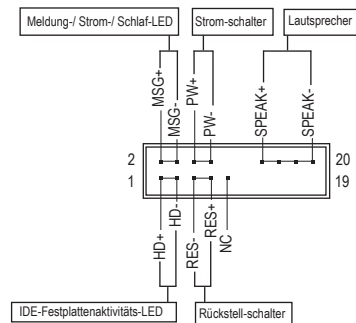 Meldung-/ Strom-/ Schlaf-LED
Strom-schalter
Lautsprecher
MSG+
MSG-
PW+
PW-
SPEAK+
SPEAK-
2
20
1
19
HD+
HD-
RES-
RES+
NC
IDE-Festplattenaktivitäts-LED
Rückstell-schalter